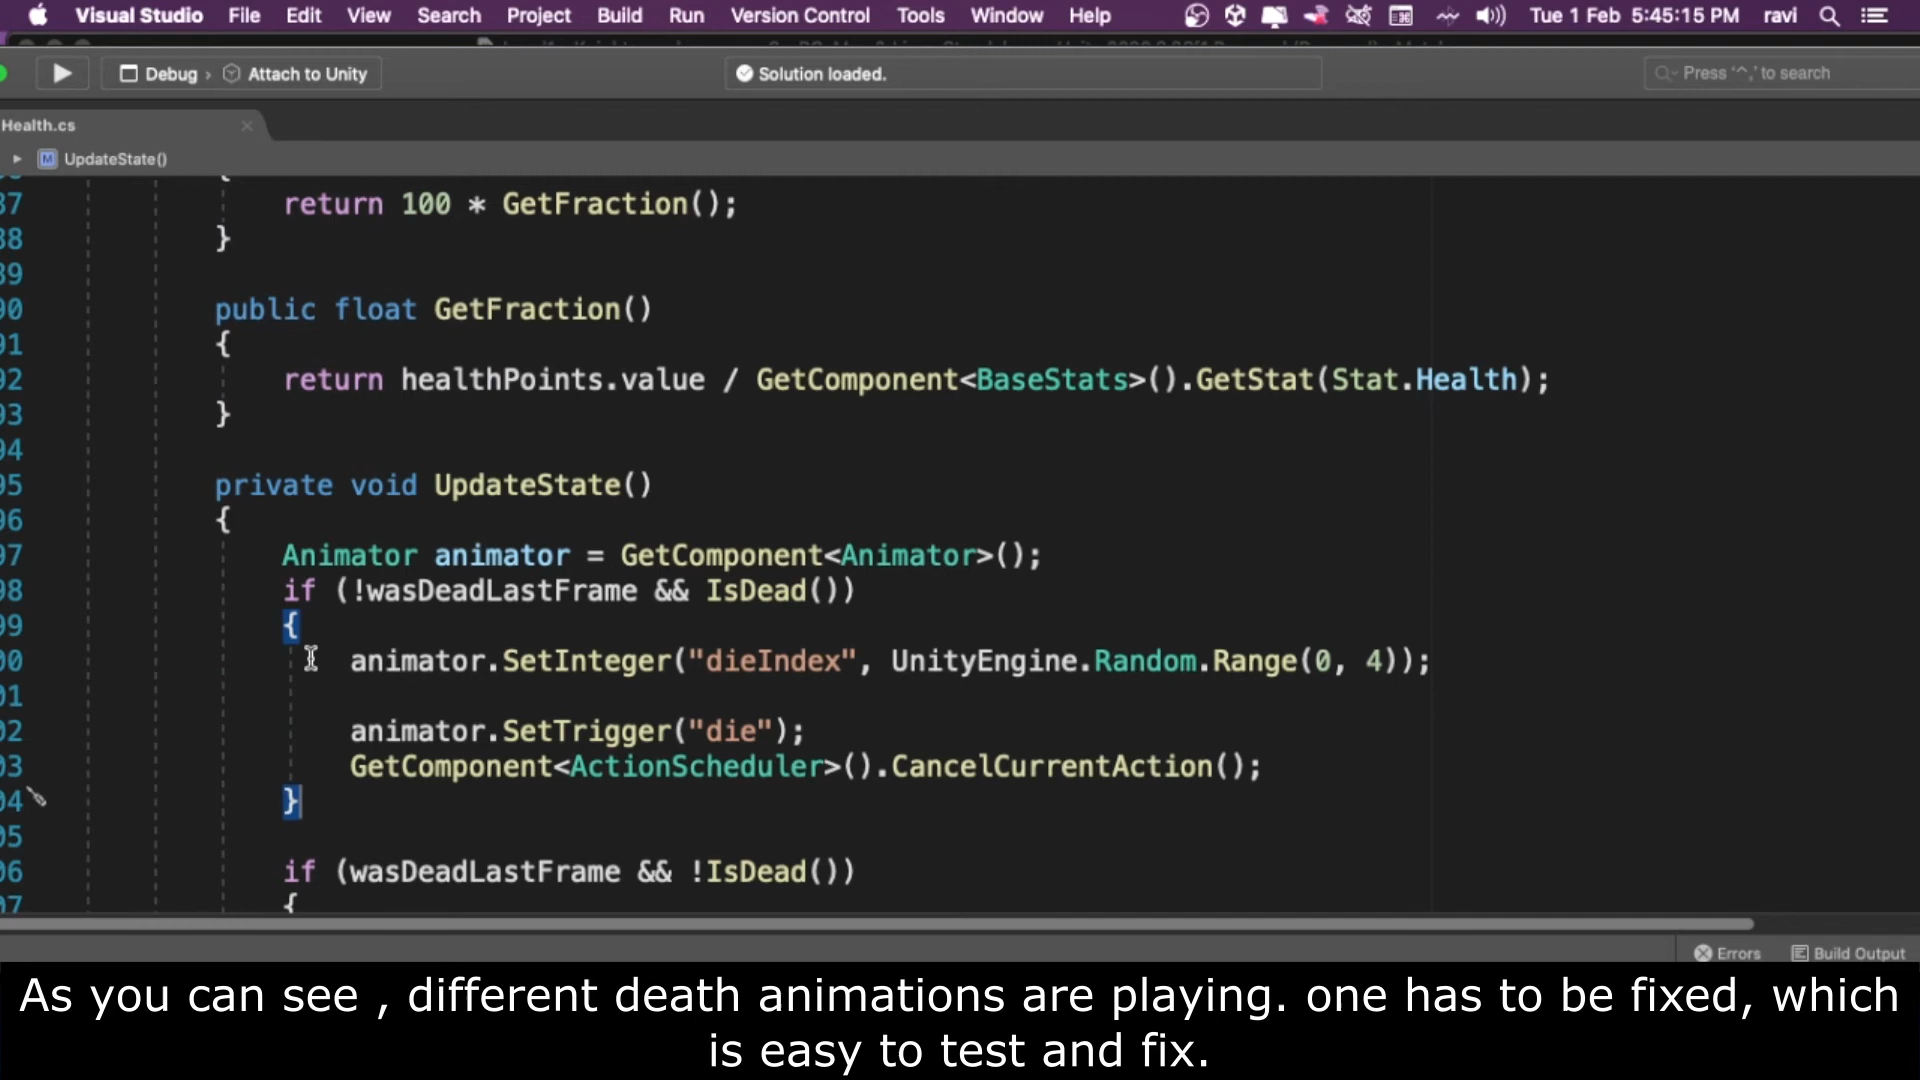 Visual Studio File Edit View Search Project Build Run Version Control Tools Window Help Tue 1 Feb 5:45:15 PM ravi
Debug › Attach to Unity Solution loaded. Press '^,' to search
Health.cs
UpdateState()
{
87 return 100 * GetFraction();
88 }
89
90 public float GetFraction()
91 {
92 return healthPoints.value / GetComponent<BaseStats>().GetStat(Stat.Health);
93 }
94
95 private void UpdateState()
96 {
97 Animator animator = GetComponent<Animator>();
98 if (!wasDeadLastFrame && IsDead())
99 {
00 animator.SetInteger("dieIndex", UnityEngine.Random.Range(0, 4));
01
02 animator.SetTrigger("die");
03 GetComponent<ActionScheduler>().CancelCurrentAction();
04 }
05
06 if (wasDeadLastFrame && !IsDead())
07 {
Errors Build Output
As you can see , different death animations are playing. one has to be fixed, which
is easy to test and fix.